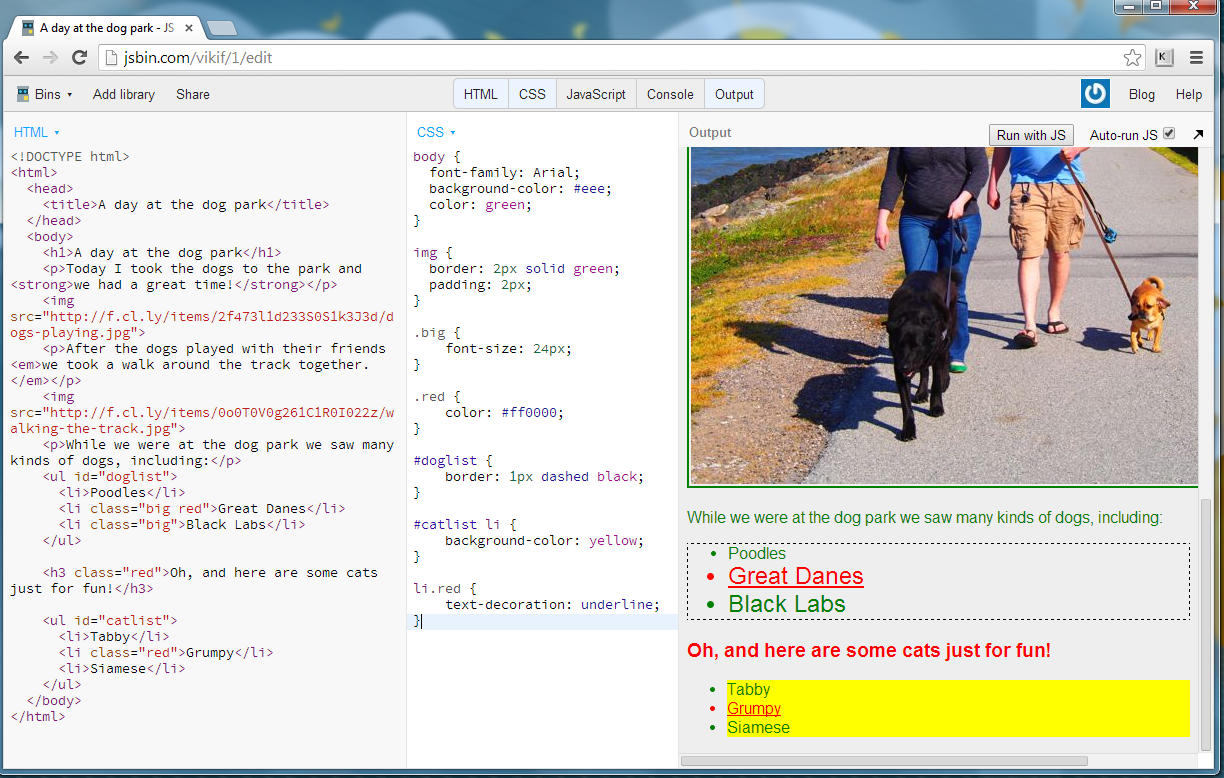 A day at the dog park - JS
jsbin.com/vikif/1/edit
K
Bins Add library Share HTML CSS JavaScript Console Output Blog Help
HTML
<!DOCTYPE html>
<html>
<head>
<title>A day at the dog park</title>
</head>
<body>
<h1>A day at the dog park</h1>
<p>Today I took the dogs to the park and
<strong>we had a great time!</strong></p>
<img
src="http://f.cl.ly/items/2f473l1d233S0S1k3J3d/d
ogs-playing.jpg">
<p>After the dogs played with their friends
<em>we took a walk around the track together.
</em></p>
<img
src="http://f.cl.ly/items/0o0T0V0g261C1R0I022z/w
alking-the-track.jpg">
<p>While we were at the dog park we saw many
kinds of dogs, including:</p>
<ul id="doglist">
<li>Poodles</li>
<li class="big red">Great Danes</li>
<li class="big">Black Labs</li>
</ul>
<h3 class="red">Oh, and here are some cats
just for fun!</h3>
<ul id="catlist">
<li>Tabby</li>
<li class="red">Grumpy</li>
<li>Siamese</li>
</ul>
</body>
</html>
CSS
body {
font-family: Arial;
background-color: #eee;
color: green;
}
img {
border: 2px solid green;
padding: 2px;
}
.big {
font-size: 24px;
}
.red {
color: #ff0000;
}
#doglist {
border: 1px dashed black;
}
#catlist li {
background-color: yellow;
}
li.red {
text-decoration: underline;
}
Output Run with JS Auto-run JS
While we were at the dog park we saw many kinds of dogs, including:
Poodles
Great Danes
Black Labs
Oh, and here are some cats just for fun!
Tabby
Grumpy
Siamese